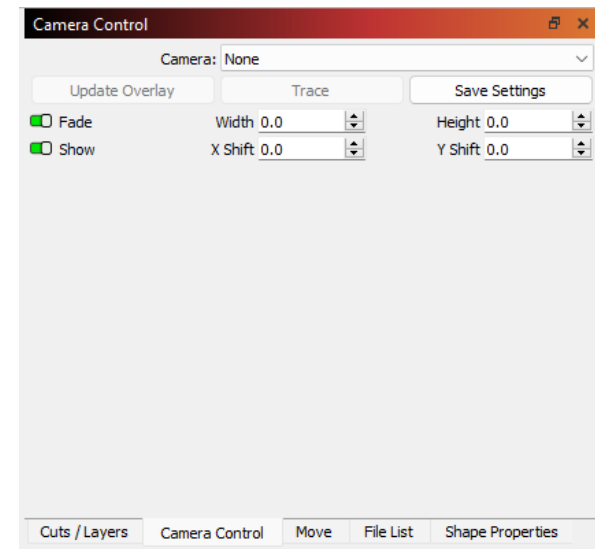 Camera Control
Camera: None
Update Overlay Trace Save Settings
Fade Width 0.0 Height 0.0
Show X Shift 0.0 Y Shift 0.0
Cuts / Layers Camera Control Move File List Shape Properties